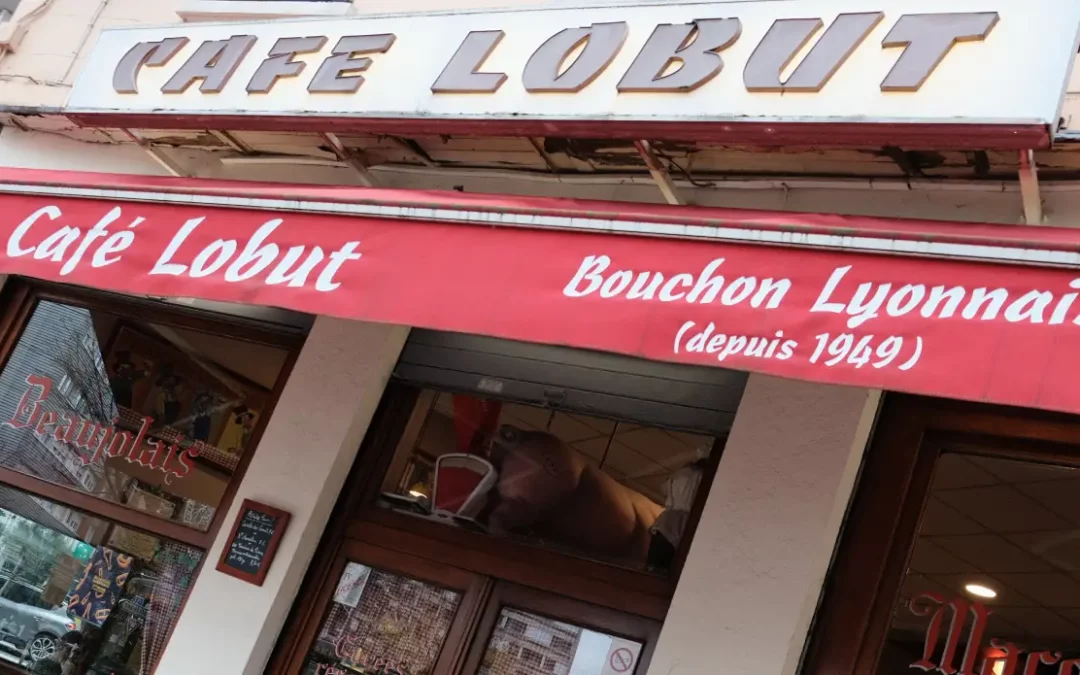 CAFE LOBUT
Café Lobut
Bouchon Lyonnai
(depuis 1949)
Beaujolais